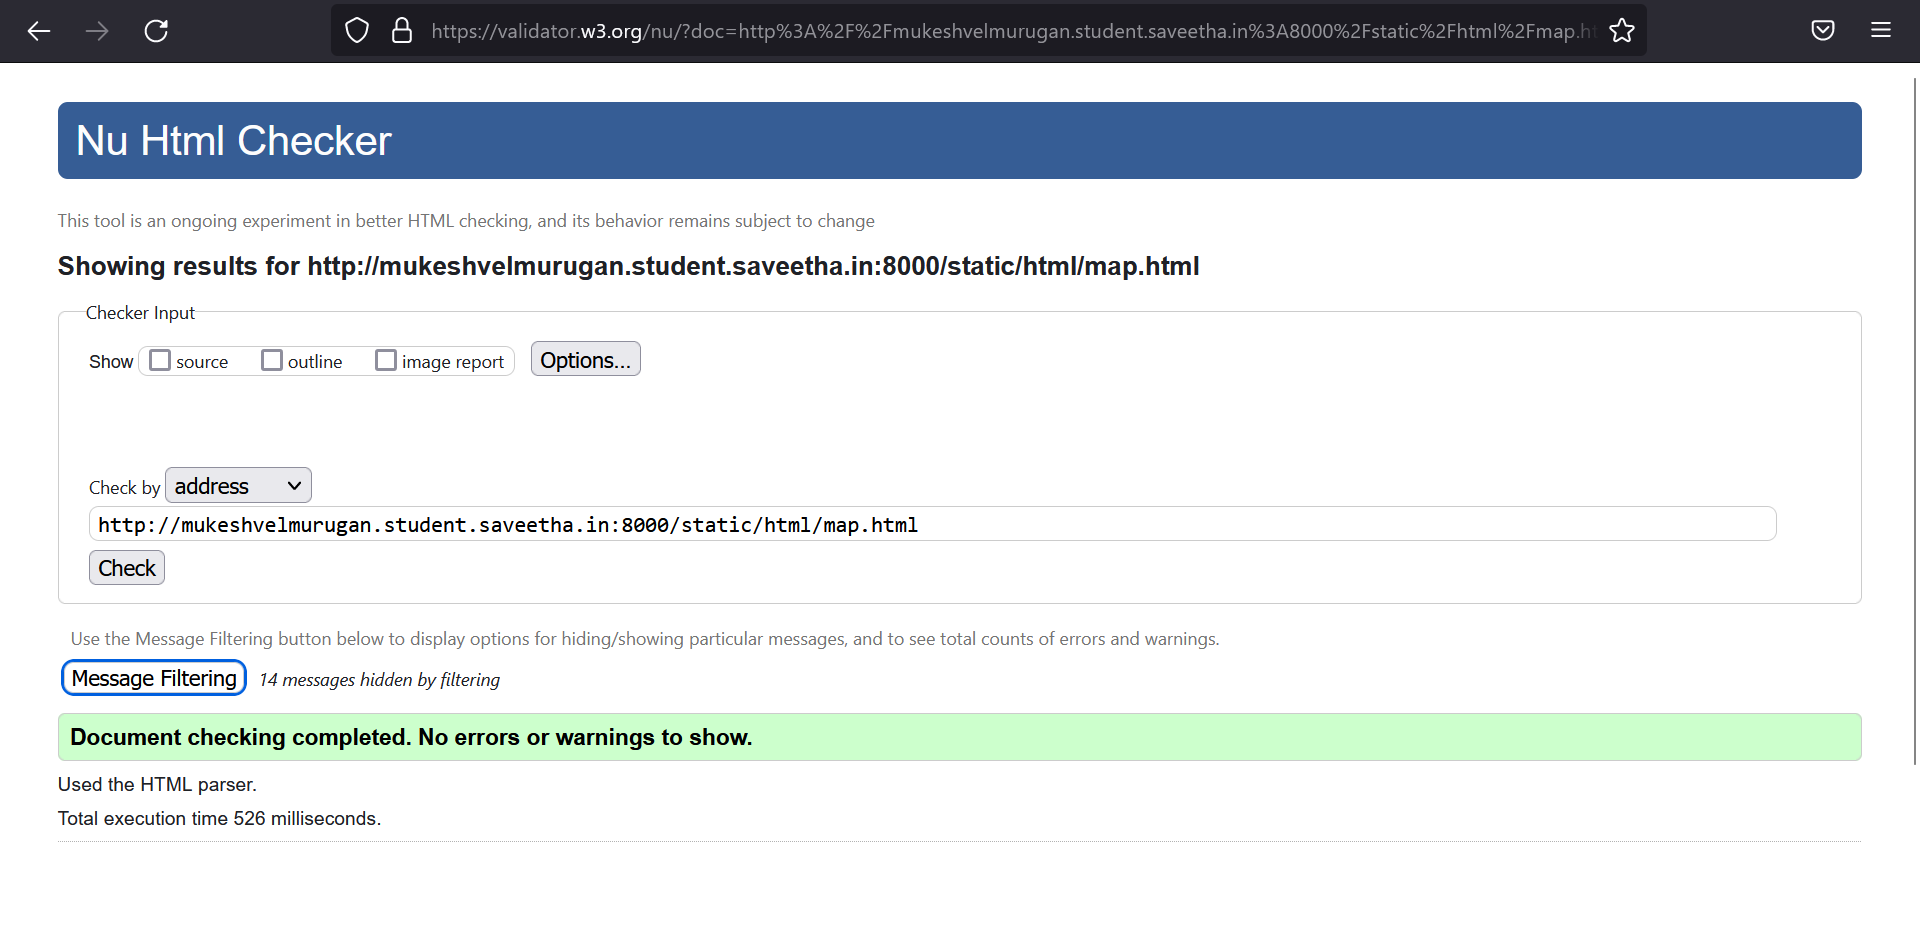 https://validator.w3.org/nu/?doc=http%3A%2F%2Fmukeshvelmurugan.student.saveetha.in%3A8000%2Fstatic%2Fhtml%2Fmap.ht
Nu Html Checker
This tool is an ongoing experiment in better HTML checking, and its behavior remains subject to change
Showing results for http://mukeshvelmurugan.student.saveetha.in:8000/static/html/map.html
Checker Input
Show source outline image report Options...
Check by address
http://mukeshvelmurugan.student.saveetha.in:8000/static/html/map.html
Check
Use the Message Filtering button below to display options for hiding/showing particular messages, and to see total counts of errors and warnings.
Message Filtering 14 messages hidden by filtering
Document checking completed. No errors or warnings to show.
Used the HTML parser.
Total execution time 526 milliseconds.